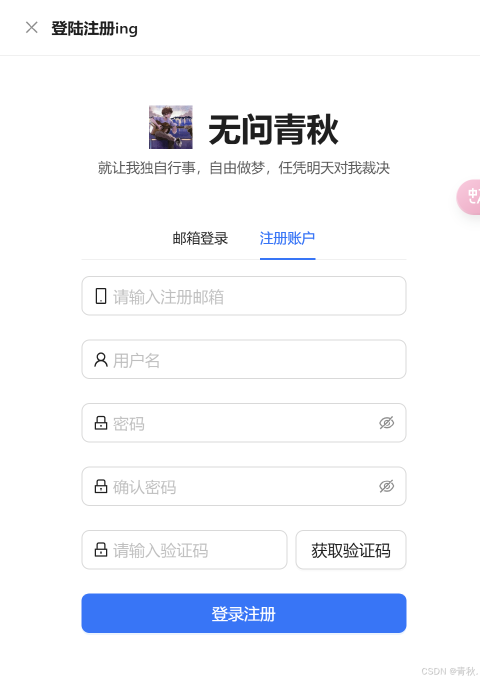 登陆注册ing
无问青秋
就让我独自行事，自由做梦，任凭明天对我裁决
邮箱登录 注册账户
请输入注册邮箱
用户名
密码
确认密码
请输入验证码 获取验证码
登录注册
CSDN @青秋.